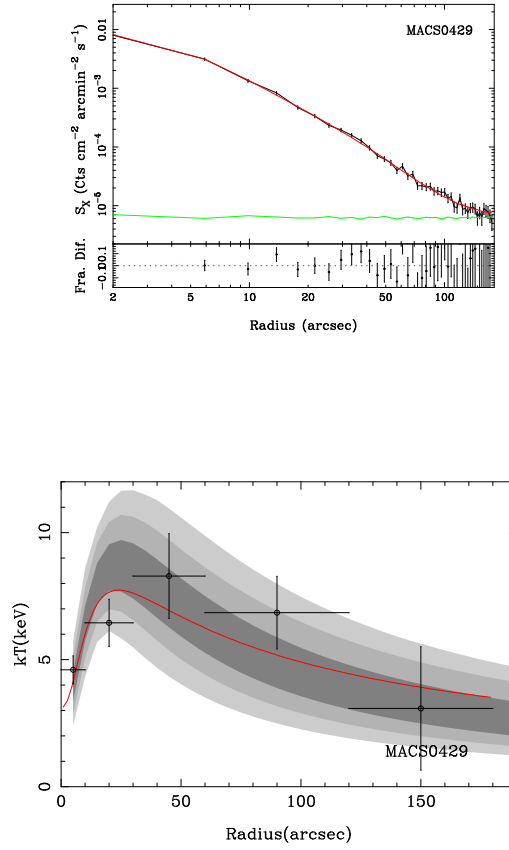 MACS0429
0.01
10^-3
10^-4
10^-5
S_X (Cts cm^-2 arcmin^-2 s^-1)
Fra. Dif.
-0.1 0 0.1
2 5 10 20 50 100
Radius (arcsec)
10
5
0
kT(keV)
MACS0429
0 50 100 150
Radius(arcsec)